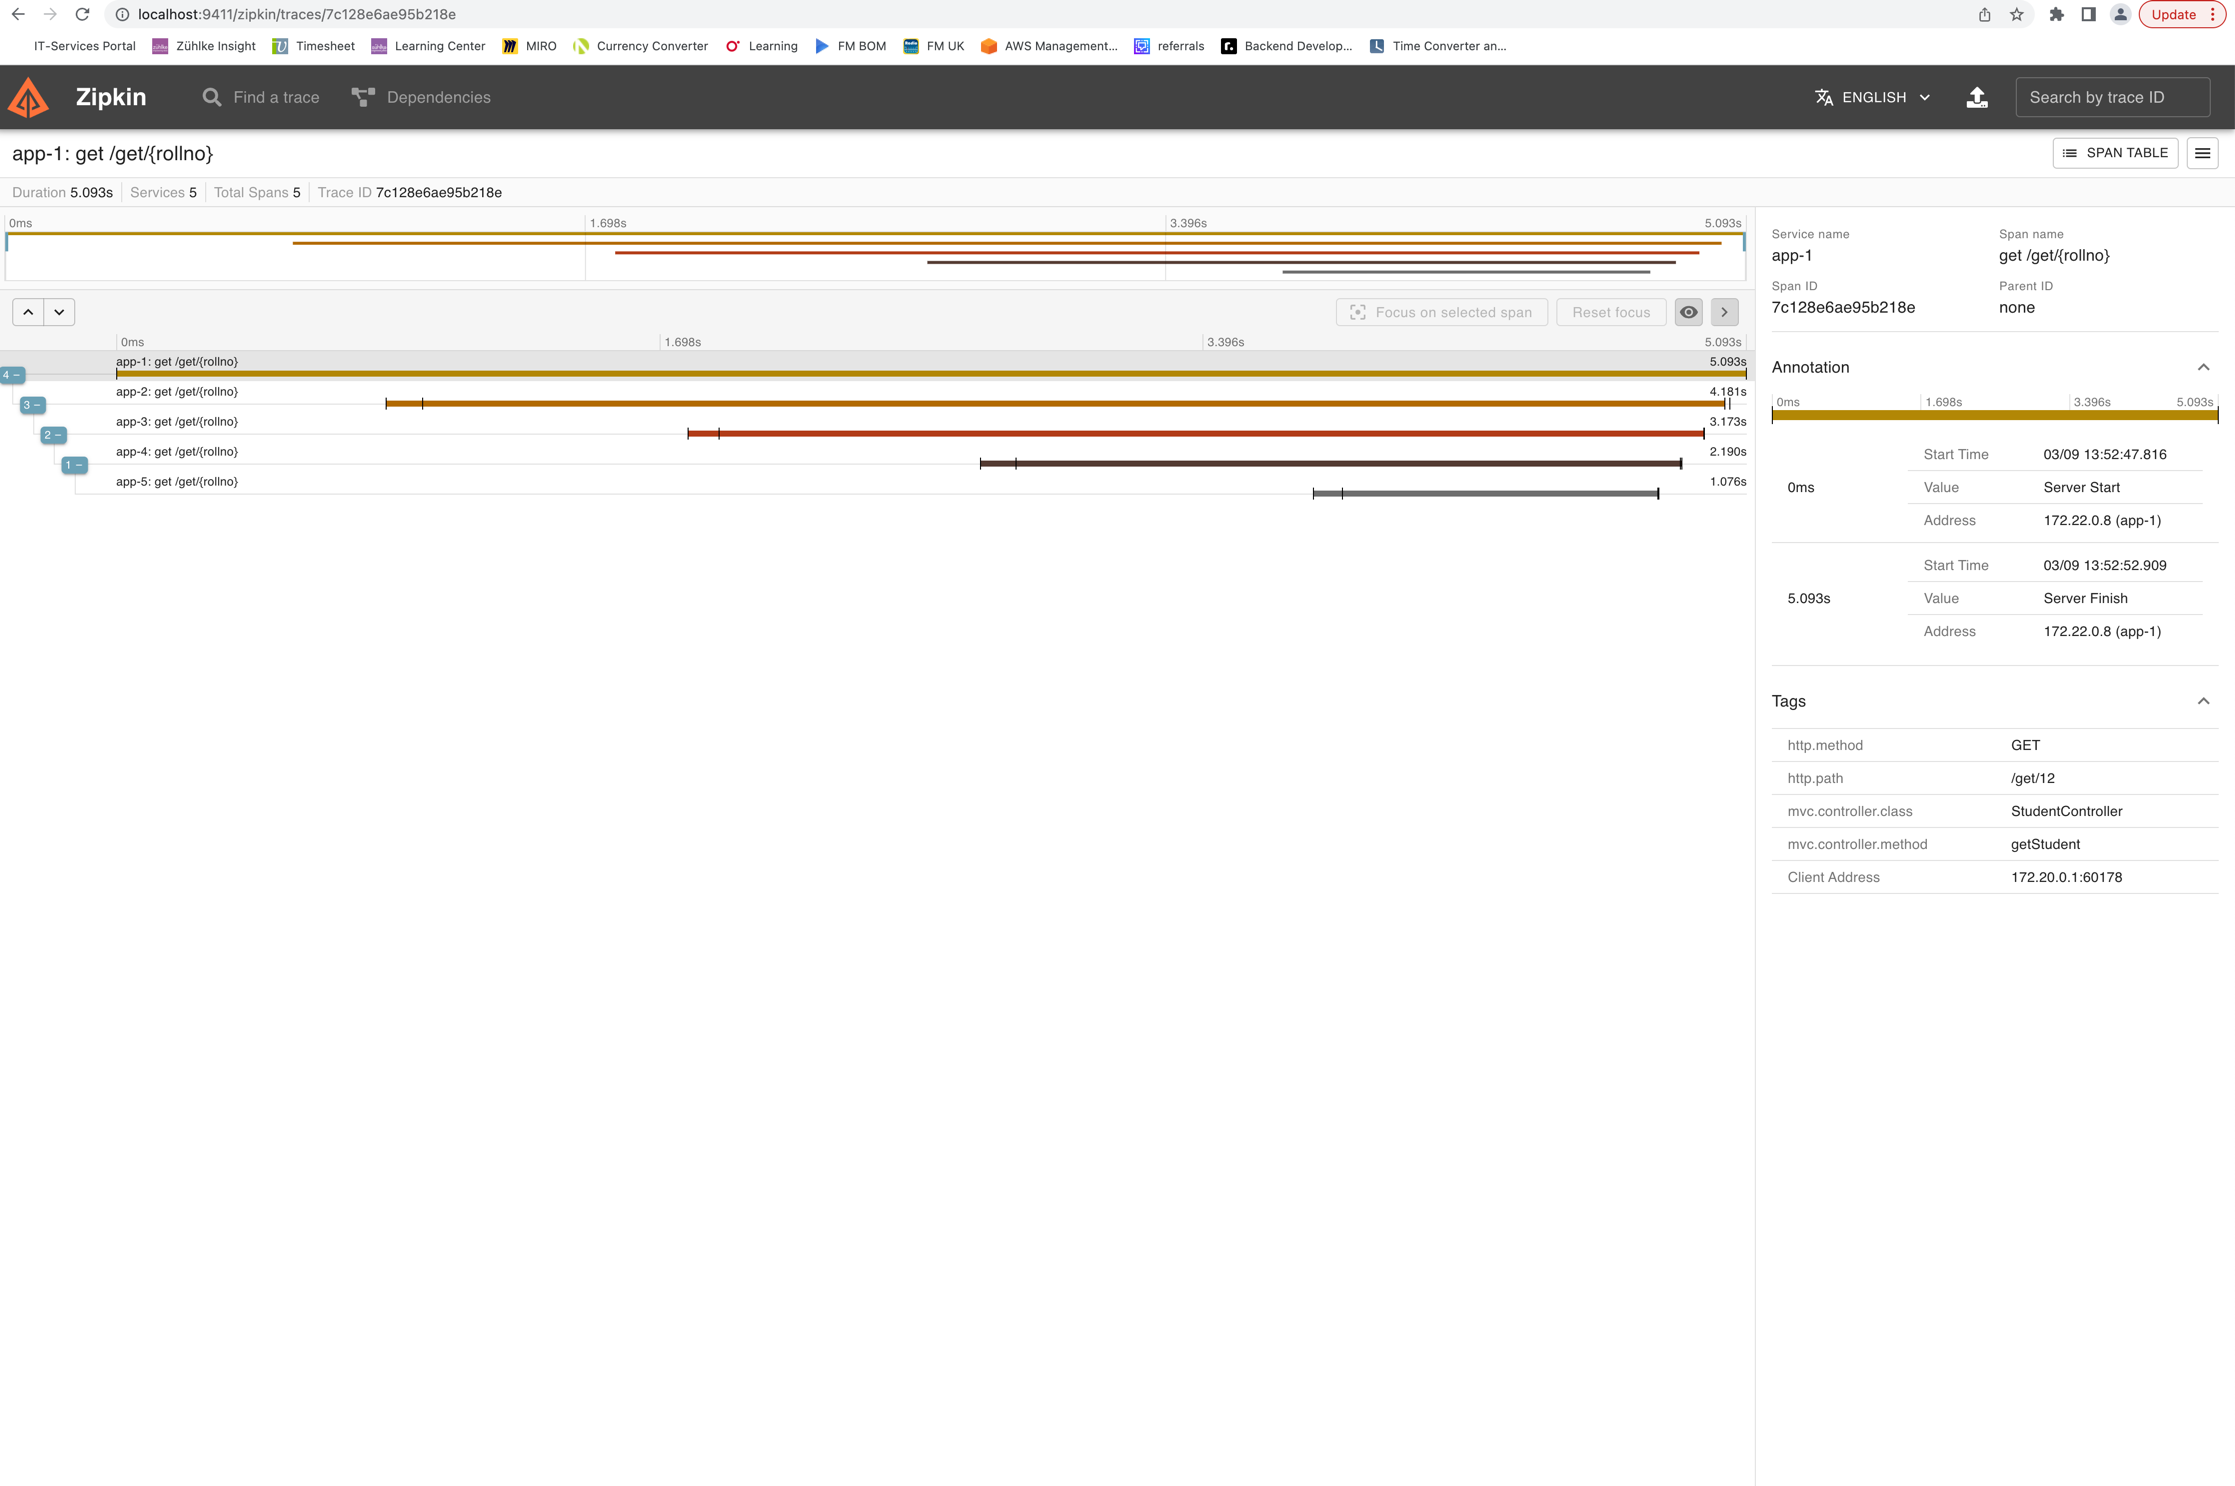 localhost:9411/zipkin/traces/7c128e6ae95b218e Update
IT-Services Portal Zühlke Insight Timesheet Learning Center MIRO Currency Converter Learning FM BOM FM UK AWS Management... referrals Backend Develop... Time Converter an...
Zipkin Find a trace Dependencies ENGLISH Search by trace ID
app-1: get /get/{rollno} SPAN TABLE
Duration 5.093s Services 5 Total Spans 5 Trace ID 7c128e6ae95b218e
0ms 1.698s 3.396s 5.093s
Focus on selected span Reset focus
0ms 1.698s 3.396s 5.093s
app-1: get /get/{rollno} 5.093s
4 −
app-2: get /get/{rollno} 4.181s
3 −
app-3: get /get/{rollno} 3.173s
2 −
app-4: get /get/{rollno} 2.190s
1 −
app-5: get /get/{rollno} 1.076s
Service name Span name
app-1 get /get/{rollno}
Span ID Parent ID
7c128e6ae95b218e none
Annotation
0ms 1.698s 3.396s 5.093s
Start Time 03/09 13:52:47.816
0ms Value Server Start
Address 172.22.0.8 (app-1)
Start Time 03/09 13:52:52.909
5.093s Value Server Finish
Address 172.22.0.8 (app-1)
Tags
http.method GET
http.path /get/12
mvc.controller.class StudentController
mvc.controller.method getStudent
Client Address 172.20.0.1:60178